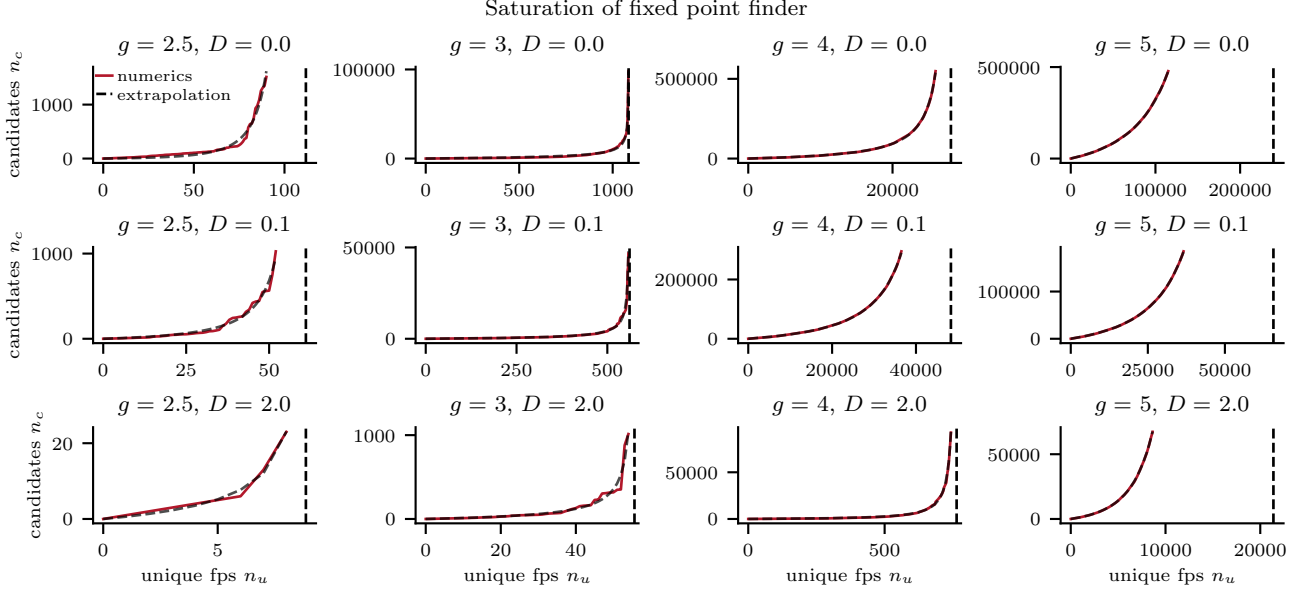 Saturation of fixed point finder
g = 2.5, D = 0.0
g = 3, D = 0.0
g = 4, D = 0.0
g = 5, D = 0.0
candidates n_c
numerics
extrapolation
1000
0
0
50
100
100000
0
0
500
1000
500000
0
0
20000
500000
0
0
100000
200000
g = 2.5, D = 0.1
g = 3, D = 0.1
g = 4, D = 0.1
g = 5, D = 0.1
candidates n_c
1000
0
0
25
50
50000
0
0
250
500
200000
0
0
20000
40000
100000
0
0
25000
50000
g = 2.5, D = 2.0
g = 3, D = 2.0
g = 4, D = 2.0
g = 5, D = 2.0
candidates n_c
20
0
0
5
1000
0
0
20
40
50000
0
0
500
50000
0
0
10000
20000
unique fps n_u
unique fps n_u
unique fps n_u
unique fps n_u